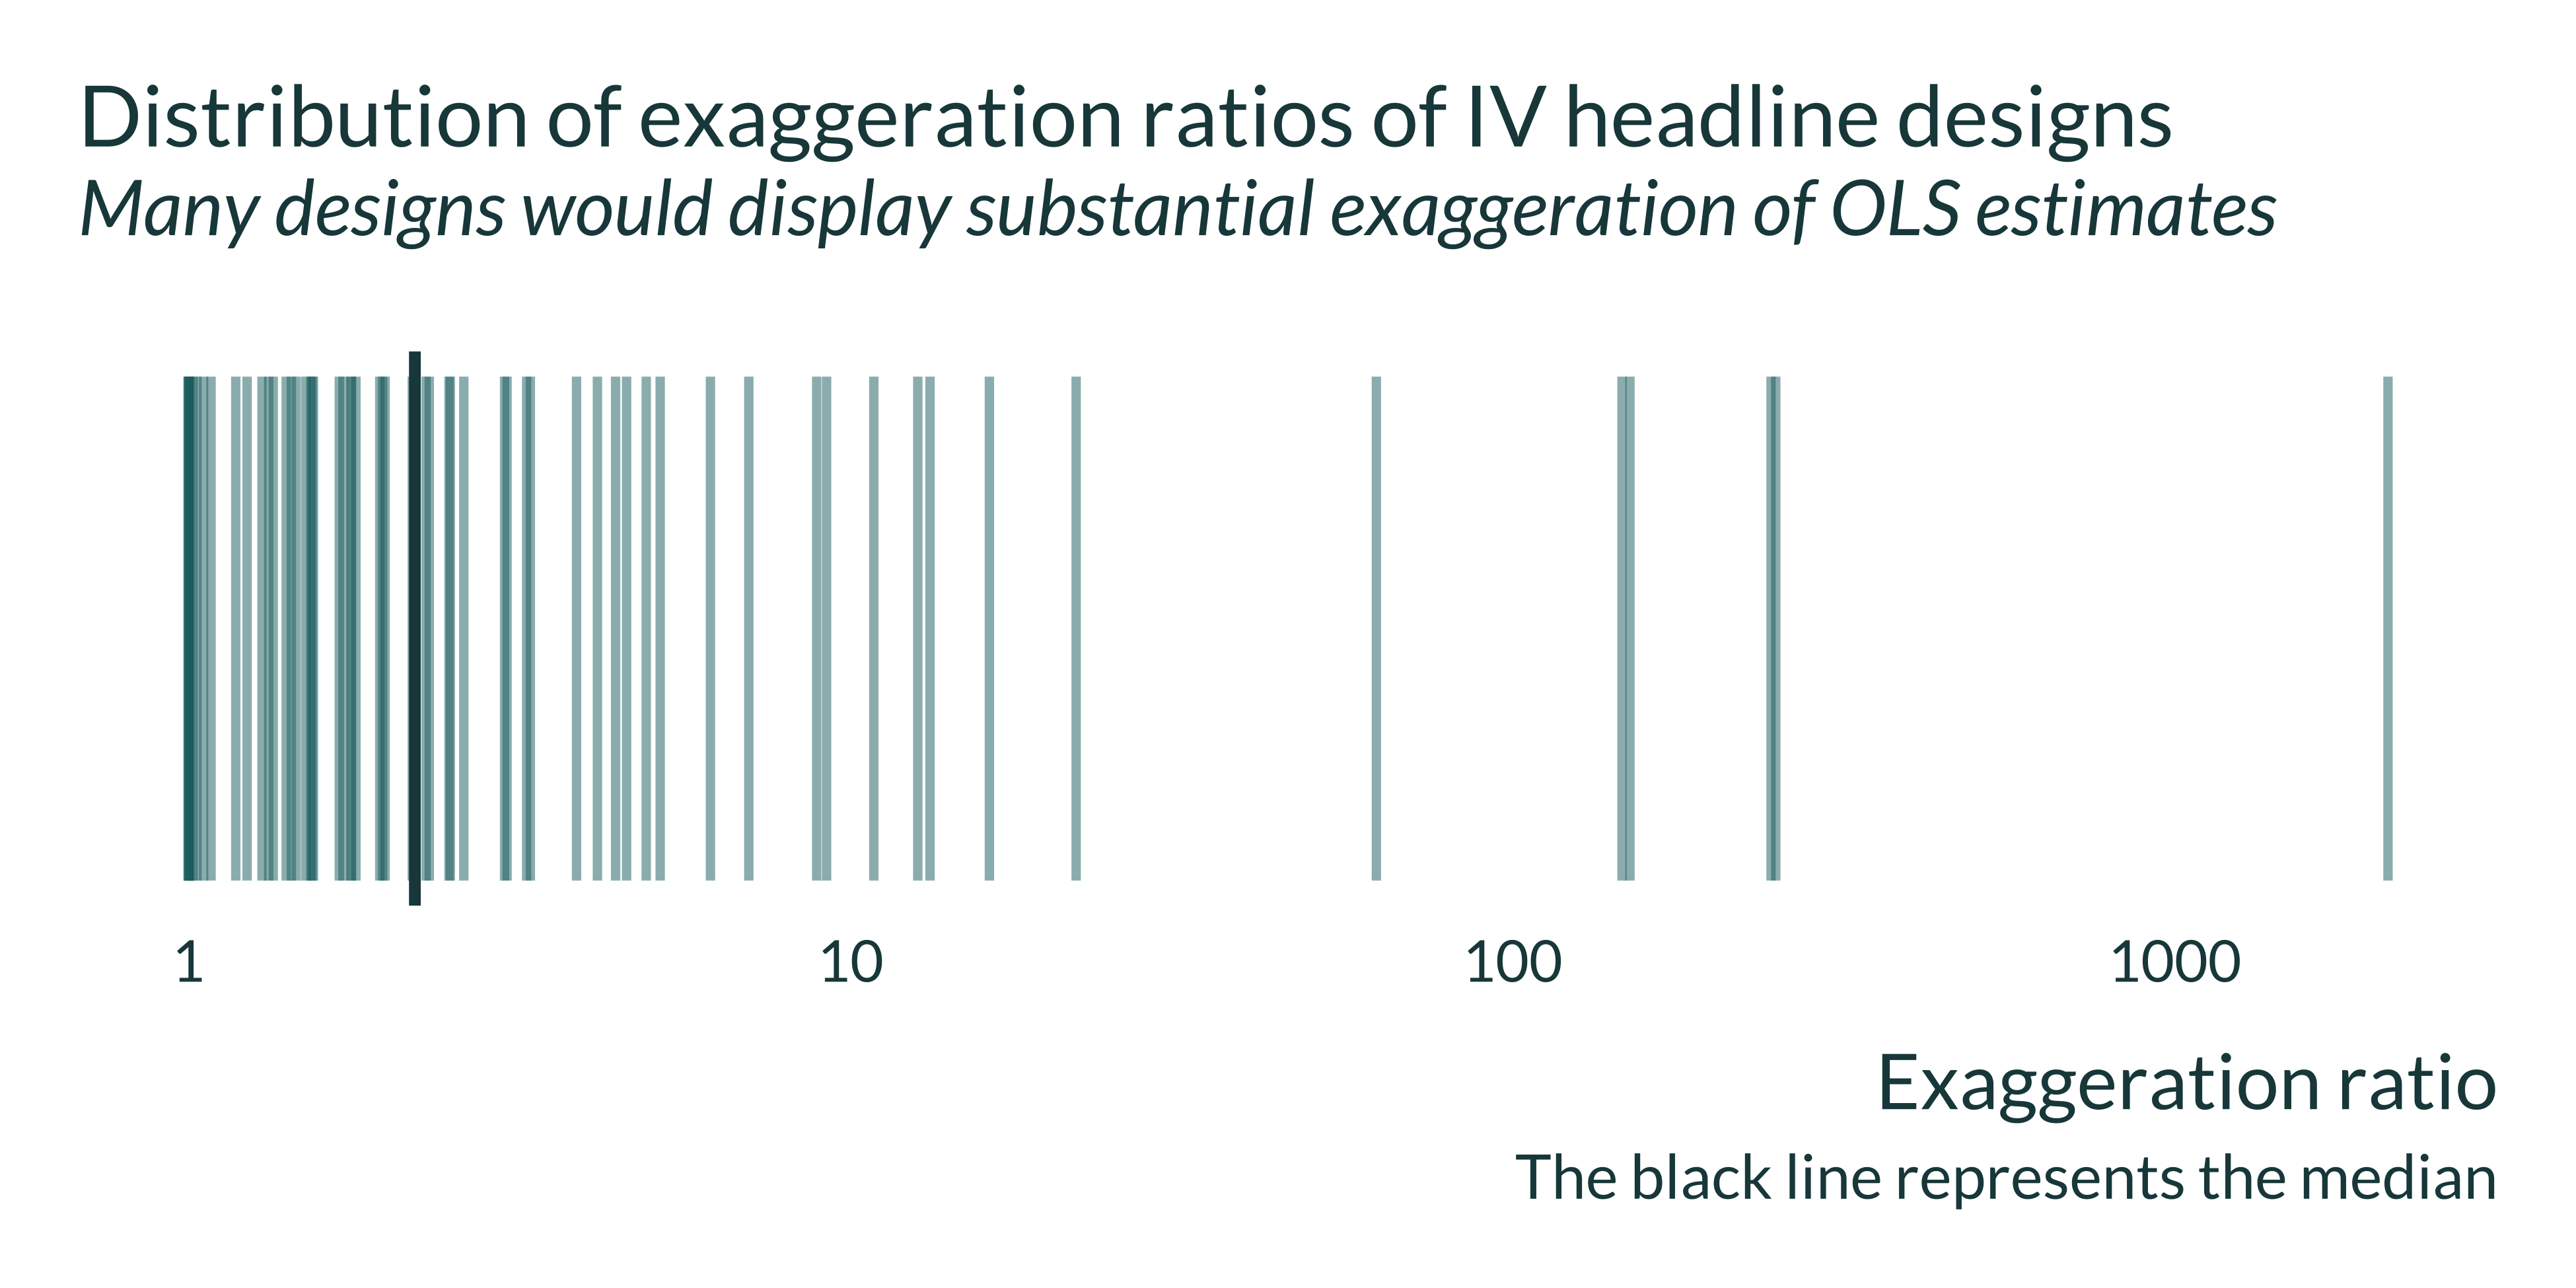 Distribution of exaggeration ratios of IV headline designs
Many designs would display substantial exaggeration of OLS estimates
1 10 100 1000
Exaggeration ratio
The black line represents the median